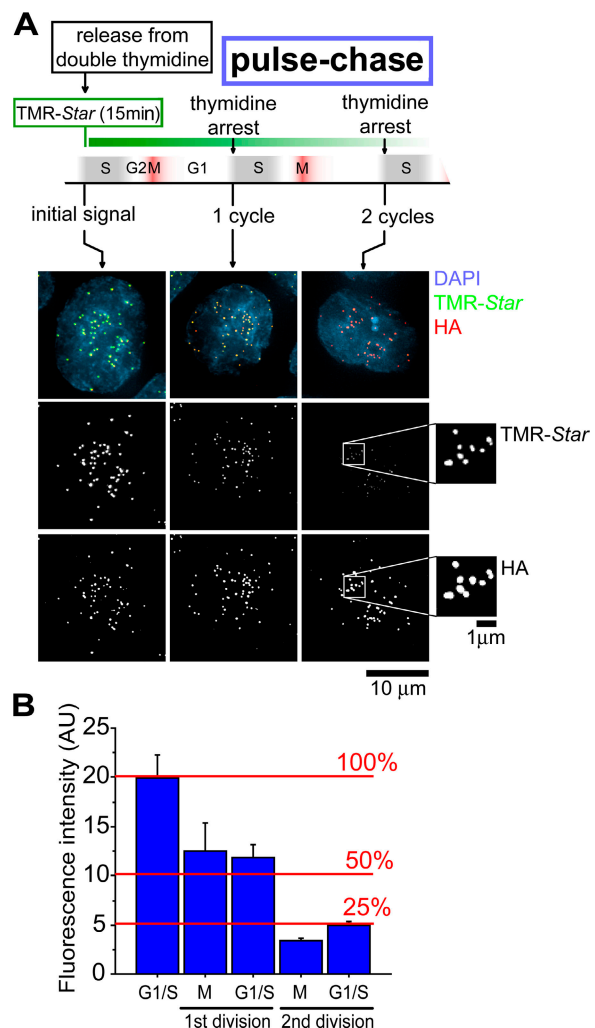 A
release from
double thymidine
pulse-chase
TMR-Star (15min)
thymidine
arrest
thymidine
arrest
S G2 M G1 S M S
initial signal
1 cycle
2 cycles
DAPI
TMR-Star
HA
TMR-Star
HA
1μm
10 μm
B
Fluorescence intensity (AU)
25
20
15
10
5
0
100%
50%
25%
G1/S M G1/S M G1/S
1st division 2nd division